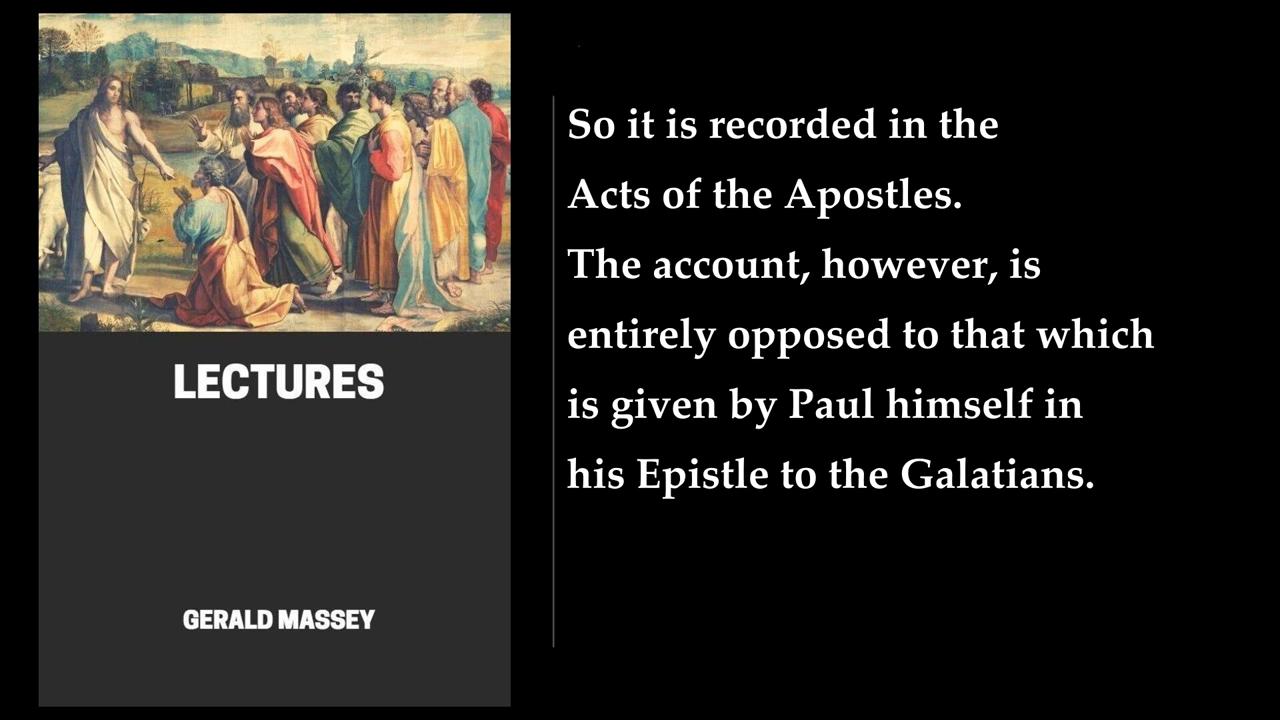 LECTURES
GERALD MASSEY
So it is recorded in the
Acts of the Apostles.
The account, however, is
entirely opposed to that which
is given by Paul himself in
his Epistle to the Galatians.